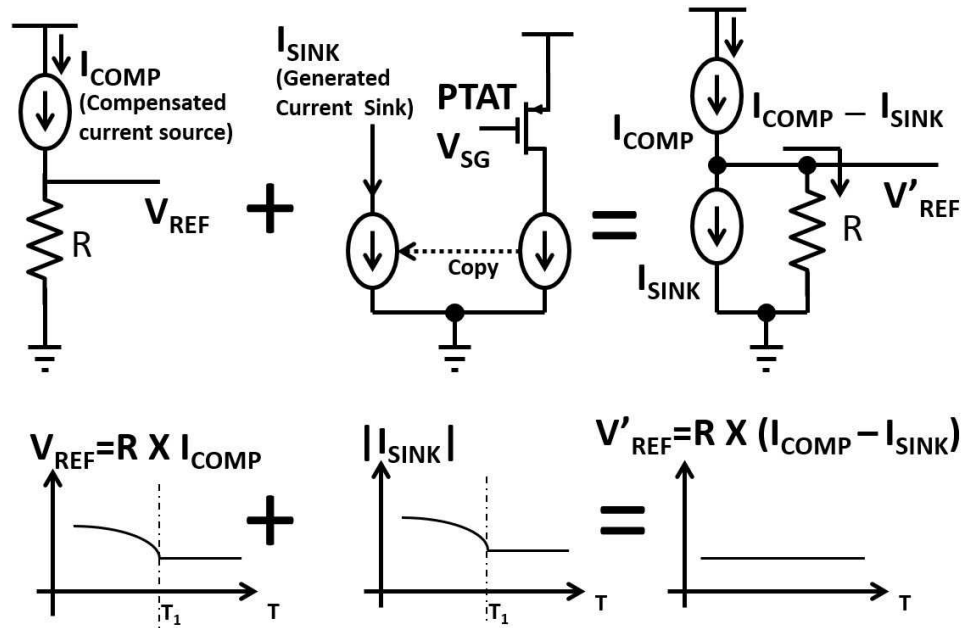 I_COMP
(Compensated
current source)
V_REF
R
+
I_SINK
(Generated
Current Sink)
PTAT
V_SG
Copy
=
I_COMP
I_COMP – I_SINK
V'_REF
R
I_SINK
V_REF=R X I_COMP
T_1
T
+
|I_SINK|
T_1
T
=
V'_REF=R X (I_COMP – I_SINK)
T